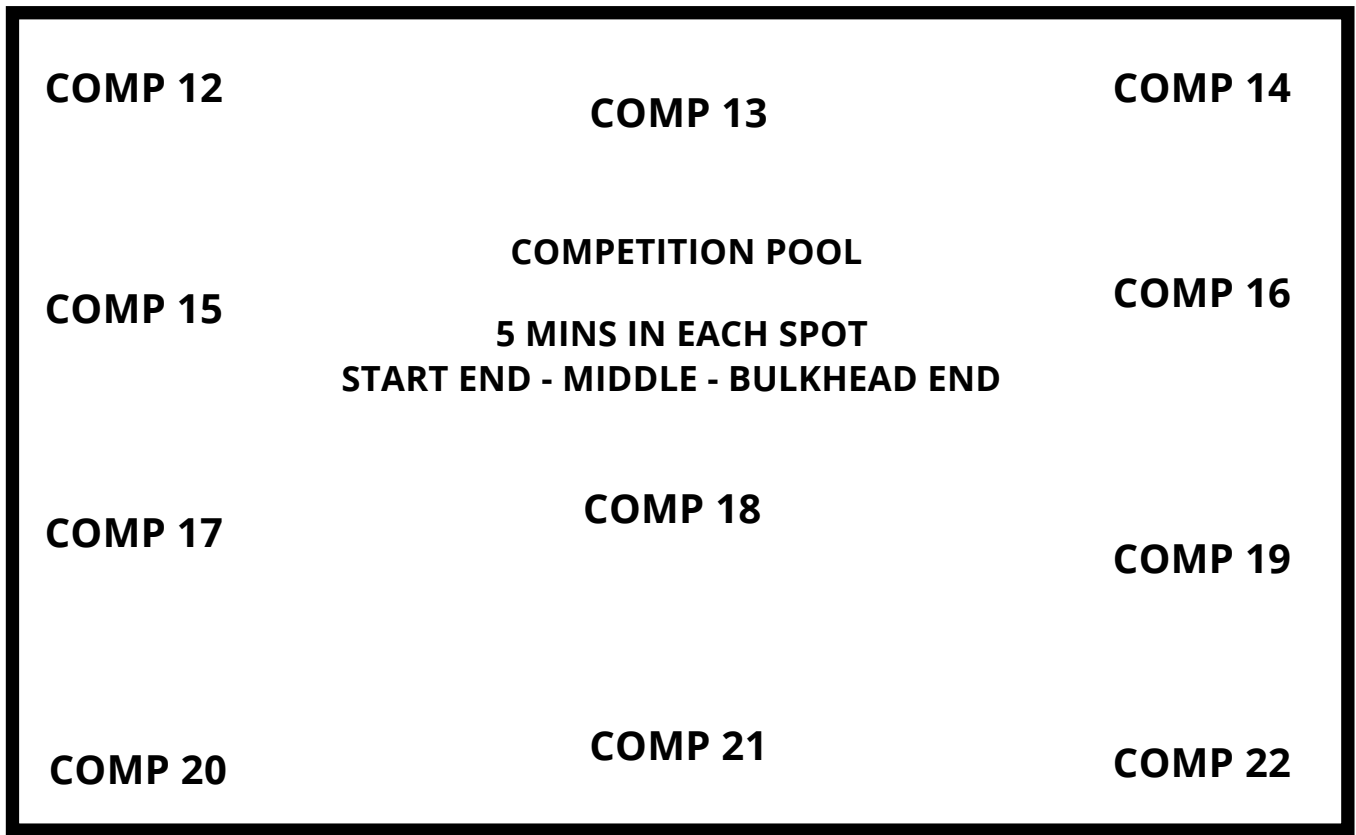 COMP 12
COMP 13
COMP 14
COMPETITION POOL
COMP 15
COMP 16
5 MINS IN EACH SPOT
START END - MIDDLE - BULKHEAD END
COMP 17
COMP 18
COMP 19
COMP 20
COMP 21
COMP 22